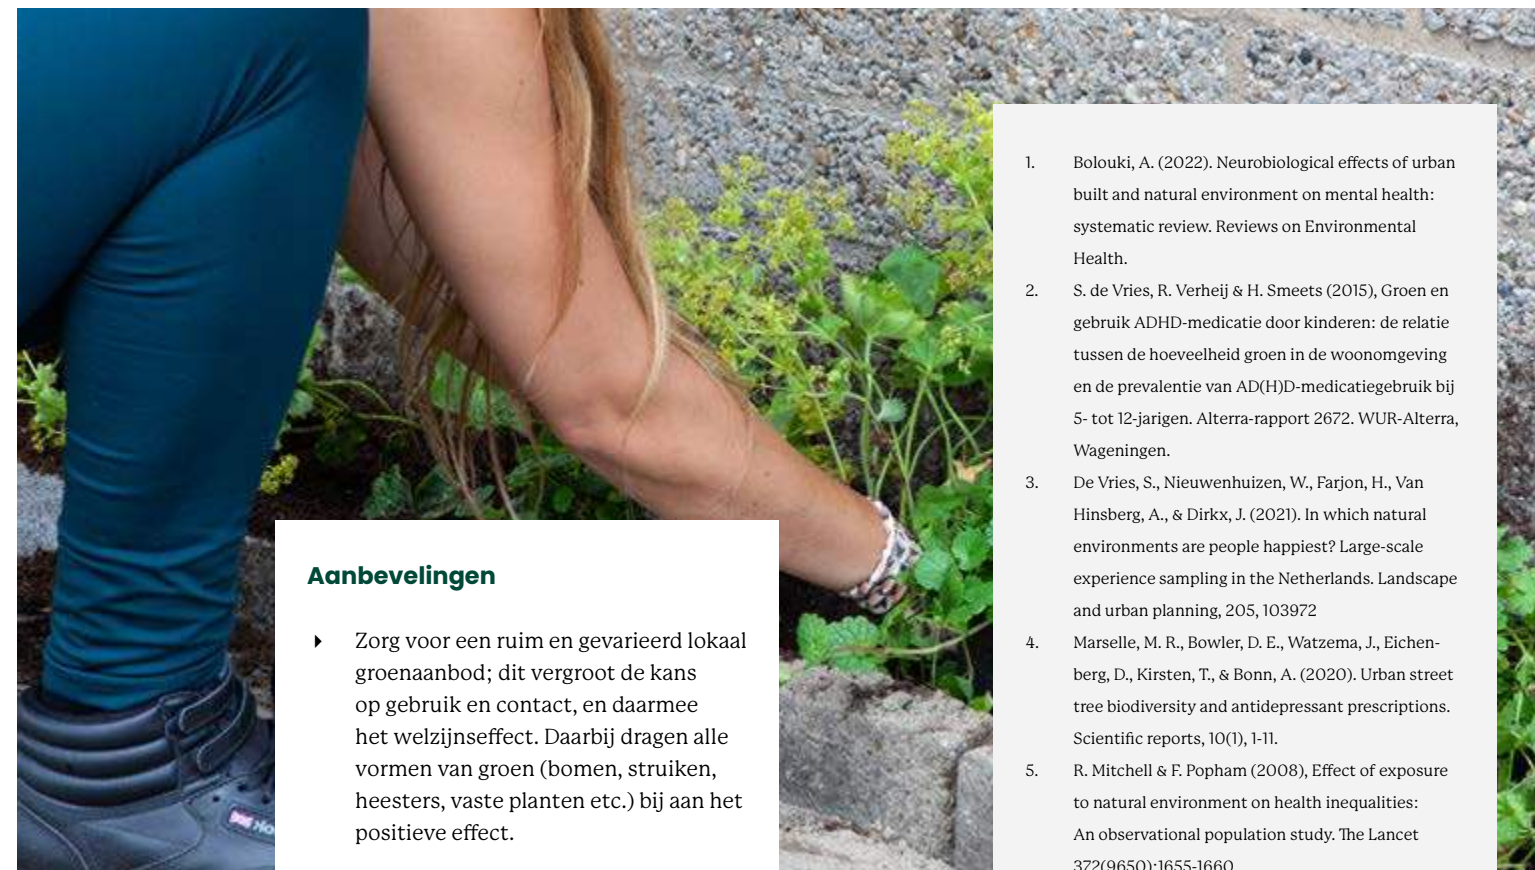 Aanbevelingen
Zorg voor een ruim en gevarieerd lokaal
groenaanbod; dit vergroot de kans
op gebruik en contact, en daarmee
het welzijnseffect. Daarbij dragen alle
vormen van groen (bomen, struiken,
heesters, vaste planten etc.) bij aan het
positieve effect.
1. Bolouki, A. (2022). Neurobiological effects of urban
built and natural environment on mental health:
systematic review. Reviews on Environmental
Health.
2. S. de Vries, R. Verheij & H. Smeets (2015), Groen en
gebruik ADHD-medicatie door kinderen: de relatie
tussen de hoeveelheid groen in de woonomgeving
en de prevalentie van AD(H)D-medicatiegebruik bij
5- tot 12-jarigen. Alterra-rapport 2672. WUR-Alterra,
Wageningen.
3. De Vries, S., Nieuwenhuizen, W., Farjon, H., Van
Hinsberg, A., & Dirkx, J. (2021). In which natural
environments are people happiest? Large-scale
experience sampling in the Netherlands. Landscape
and urban planning, 205, 103972
4. Marselle, M. R., Bowler, D. E., Watzema, J., Eichen-
berg, D., Kirsten, T., & Bonn, A. (2020). Urban street
tree biodiversity and antidepressant prescriptions.
Scientific reports, 10(1), 1-11.
5. R. Mitchell & F. Popham (2008), Effect of exposure
to natural environment on health inequalities:
An observational population study. The Lancet
372(9650):1655-1660